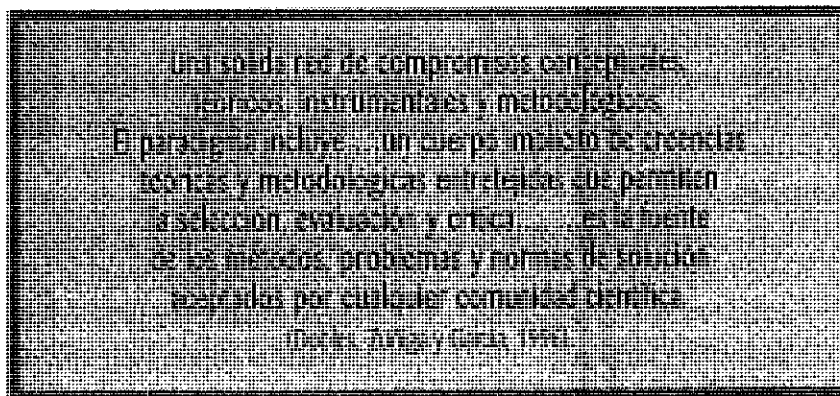 Una sólida red de compromisos conceptuales,
teóricos, instrumentales y metodológicos.
El paradigma incluye... un cuerpo implícito de creencias
teóricas y metodológicas entretejidas que permiten
la selección, evaluación y crítica . . . es la fuente
de los métodos, problemas y normas de solución
aceptados por cualquier comunidad científica.
y García,